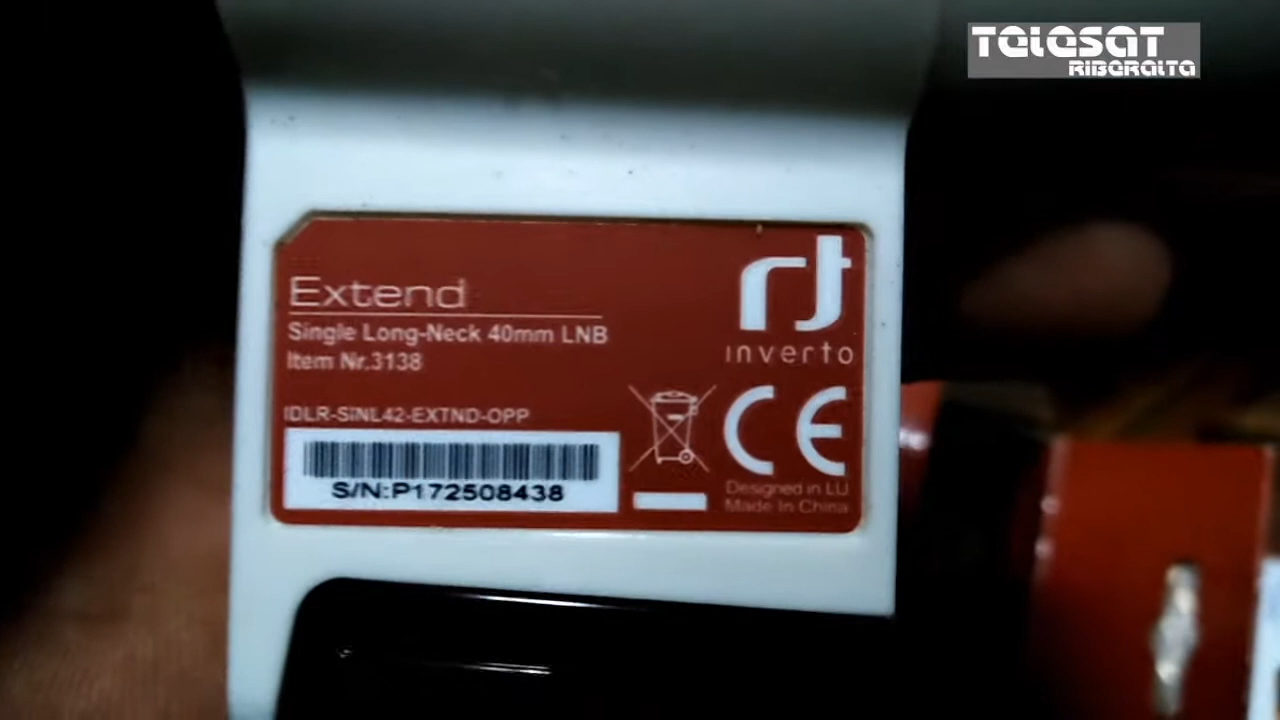 TELESAT
RIBERALTA
Extend
Single Long-Neck 40mm LNB
Item Nr.3138
inverto
IDLR-SINL42-EXTND-OPP
S/N:P172508438
CE
Designed in LU
Made In China